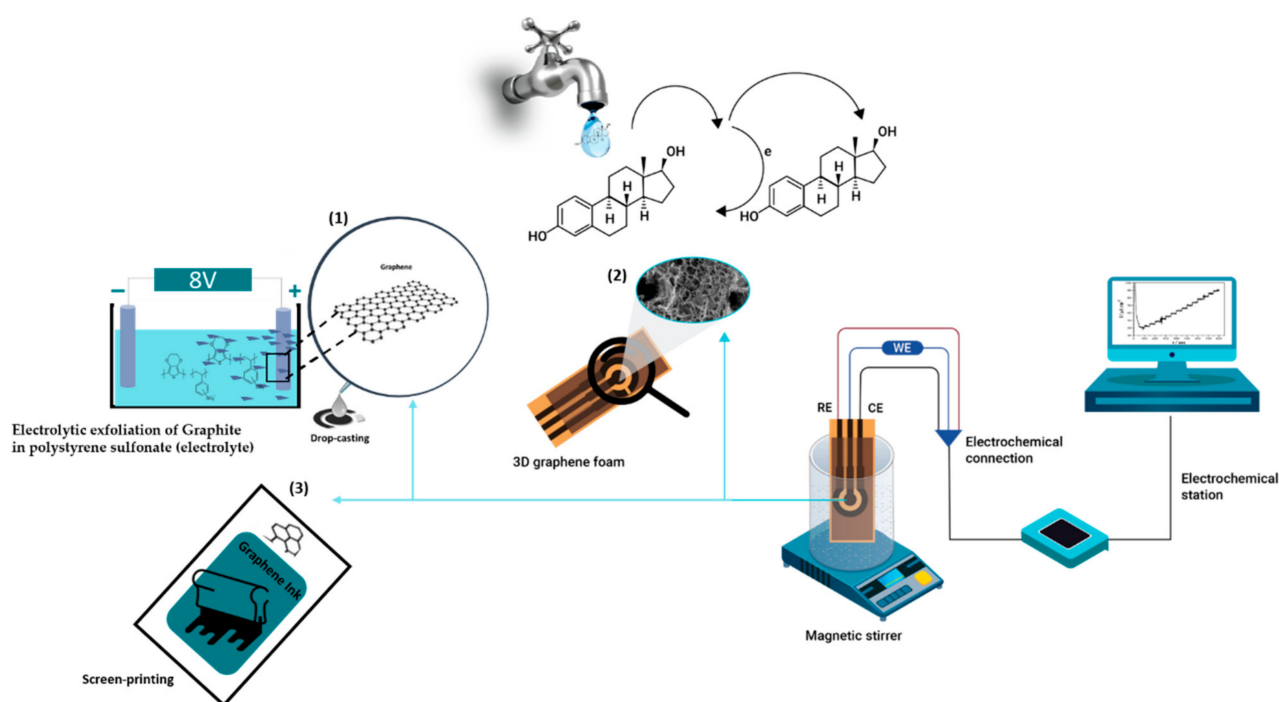 OH
H
H
H
HO
e
OH
H
H
H
HO
(1)
Graphene
8V
−
+
Drop-casting
Electrolytic exfoliation of Graphite
in polystyrene sulfonate (electrolyte)
(2)
3D graphene foam
WE
RE
CE
Electrochemical
connection
Electrochemical
station
Magnetic stirrer
(3)
Graphene Ink
Screen-printing